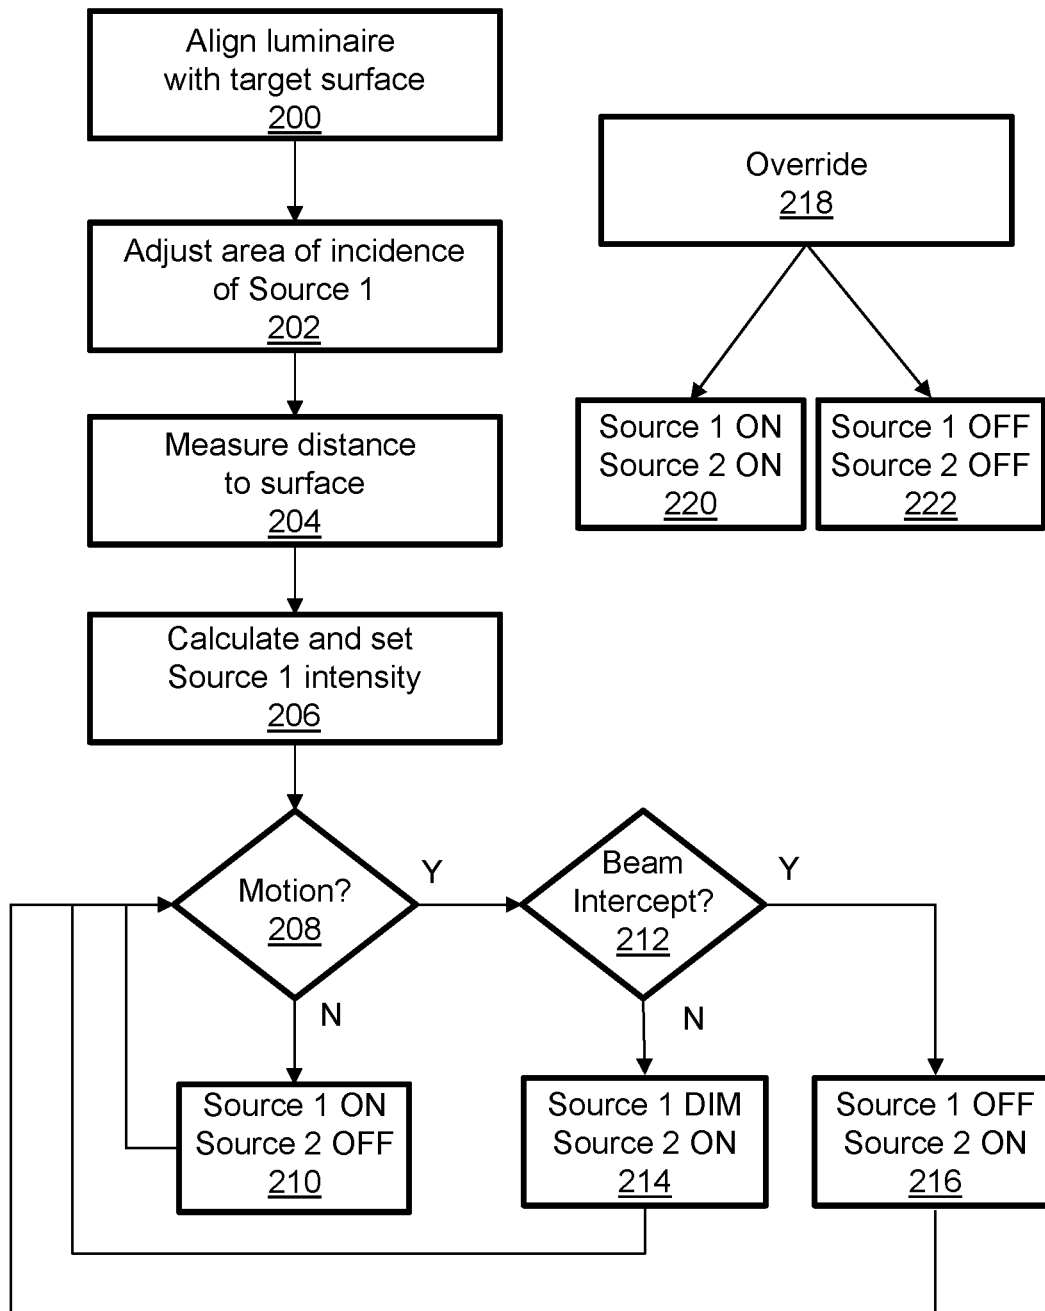 Align luminaire
with target surface
200
Adjust area of incidence
of Source 1
202
Measure distance
to surface
204
Calculate and set
Source 1 intensity
206
Override
218
Source 1 ON
Source 2 ON
220
Source 1 OFF
Source 2 OFF
222
Motion?
208
Y
N
Beam
Intercept?
212
Y
N
Source 1 ON
Source 2 OFF
210
Source 1 DIM
Source 2 ON
214
Source 1 OFF
Source 2 ON
216